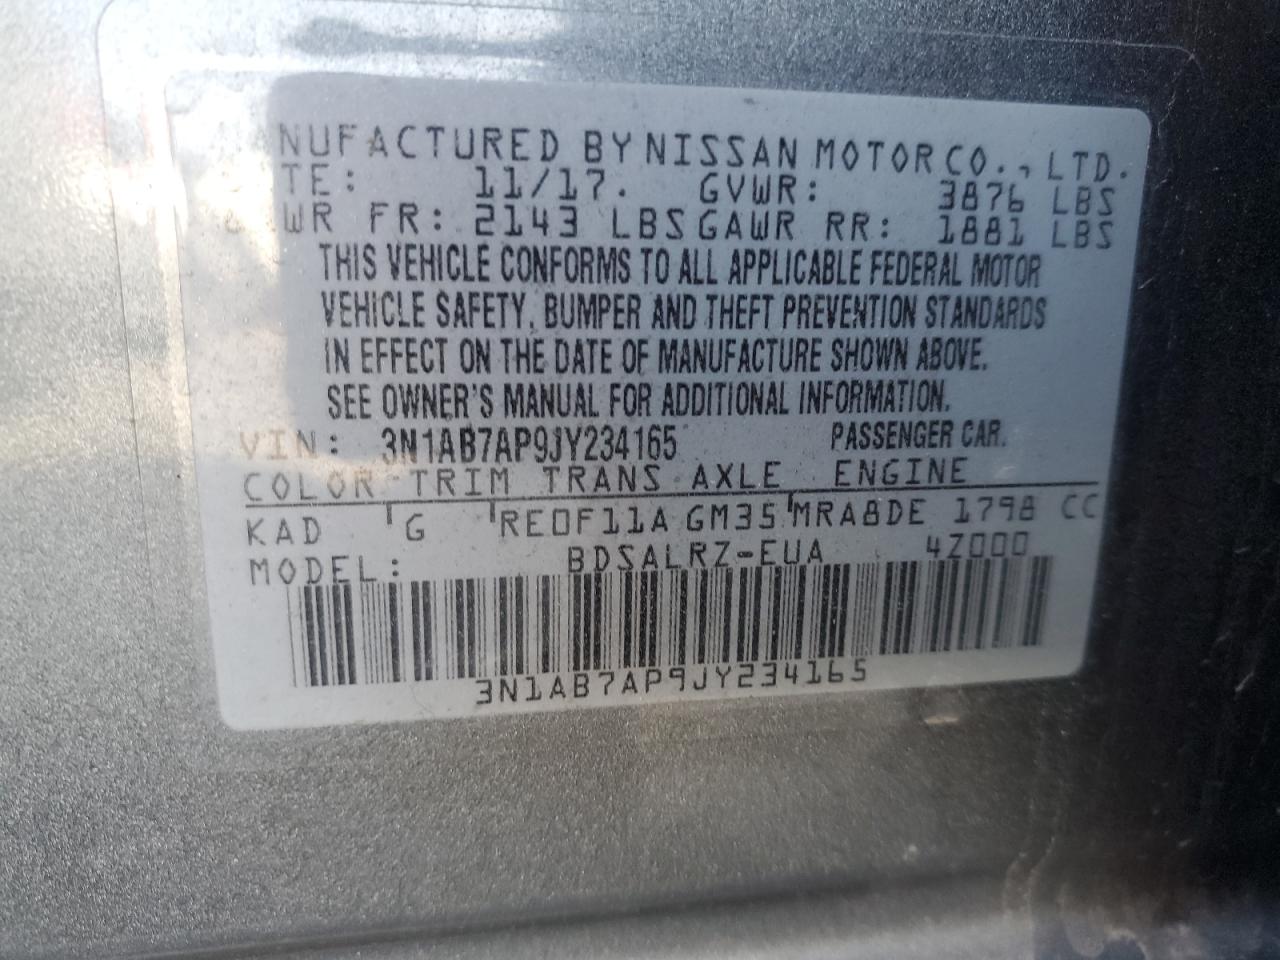 NUFACTURED BY NISSAN MOTOR CO., LTD.
TE: 11/17. GVWR: 3876 LBS
WR FR: 2143 LBS GAWR RR: 1881 LBS
THIS VEHICLE CONFORMS TO ALL APPLICABLE FEDERAL MOTOR
VEHICLE SAFETY, BUMPER AND THEFT PREVENTION STANDARDS
IN EFFECT ON THE DATE OF MANUFACTURE SHOWN ABOVE.
SEE OWNER'S MANUAL FOR ADDITIONAL INFORMATION.
VIN: 3N1AB7AP9JY234165 PASSENGER CAR.
COLOR TRIM TRANS AXLE ENGINE
KAD G RE0F11A GM35 MRA8DE 1798 CC
MODEL: BDSALRZ-EUA 4Z000
3N1AB7AP9JY234165